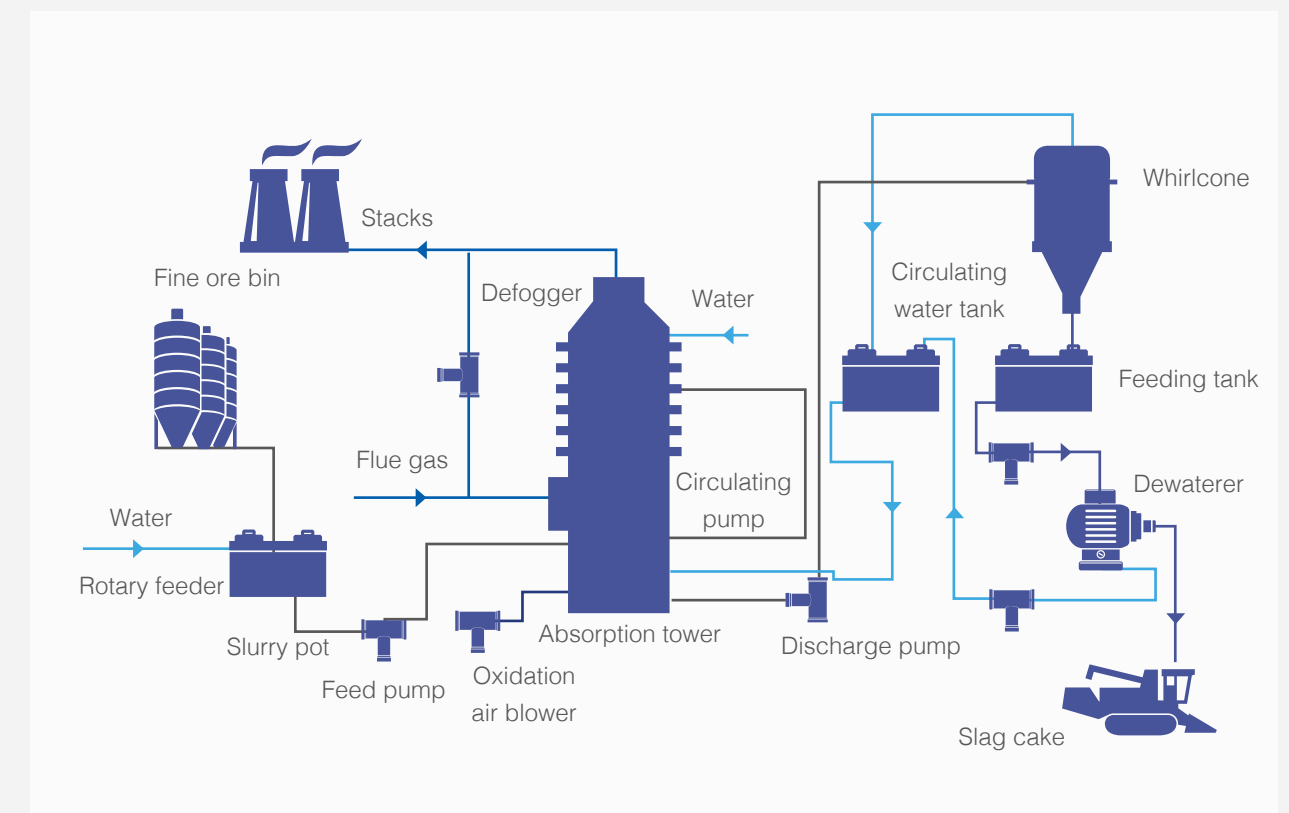 Whirlcone
Stacks
Fine ore bin
Circulating
water tank
Defogger
Water
Feeding tank
Flue gas
Circulating
pump
Dewaterer
Water
Rotary feeder
Slurry pot
Absorption tower
Discharge pump
Feed pump
Oxidation
air blower
Slag cake